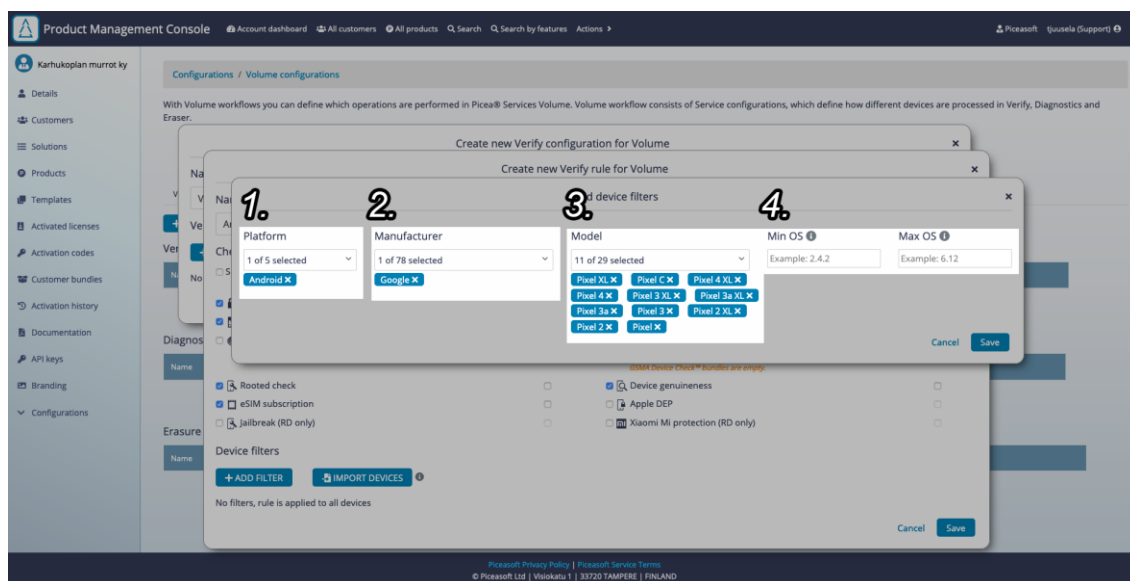 Product Management Console Account dashboard All customers All products Search Search by features Actions Piceasoft tjuusela (Support)
Karhukoplan murrot ky
Details
Customers
Solutions
Products
Templates
Activated licenses
Activation codes
Customer bundles
Activation history
Documentation
API keys
Branding
Configurations
Configurations / Volume configurations
With Volume workflows you can define which operations are performed in Picea® Services Volume. Volume workflow consists of Service configurations, which define how different devices are processed in Verify, Diagnostics and
Eraser.
Create new Verify configuration for Volume
Create new Verify rule for Volume
d device filters
1. 2. 3. 4.
Platform Manufacturer Model Min OS Max OS
1 of 5 selected 1 of 78 selected 11 of 29 selected Example: 2.4.2 Example: 6.12
Android Google Pixel XL Pixel C Pixel 4 XL
Pixel 4 Pixel 3 XL Pixel 3a XL
Pixel 3a Pixel 3 Pixel 2 XL
Pixel 2 Pixel
Cancel Save
Diagnos
Name
GSMA Device Check™ bundles are empty.
Rooted check Device genuineness
eSIM subscription Apple DEP
Jailbreak (RD only) Xiaomi Mi protection (RD only)
Erasure
Name
Device filters
+ ADD FILTER IMPORT DEVICES
No filters, rule is applied to all devices
Cancel Save
Piceasoft Privacy Policy | Piceasoft Service Terms
© Piceasoft Ltd | Visiokatu 1 | 33720 TAMPERE | FINLAND